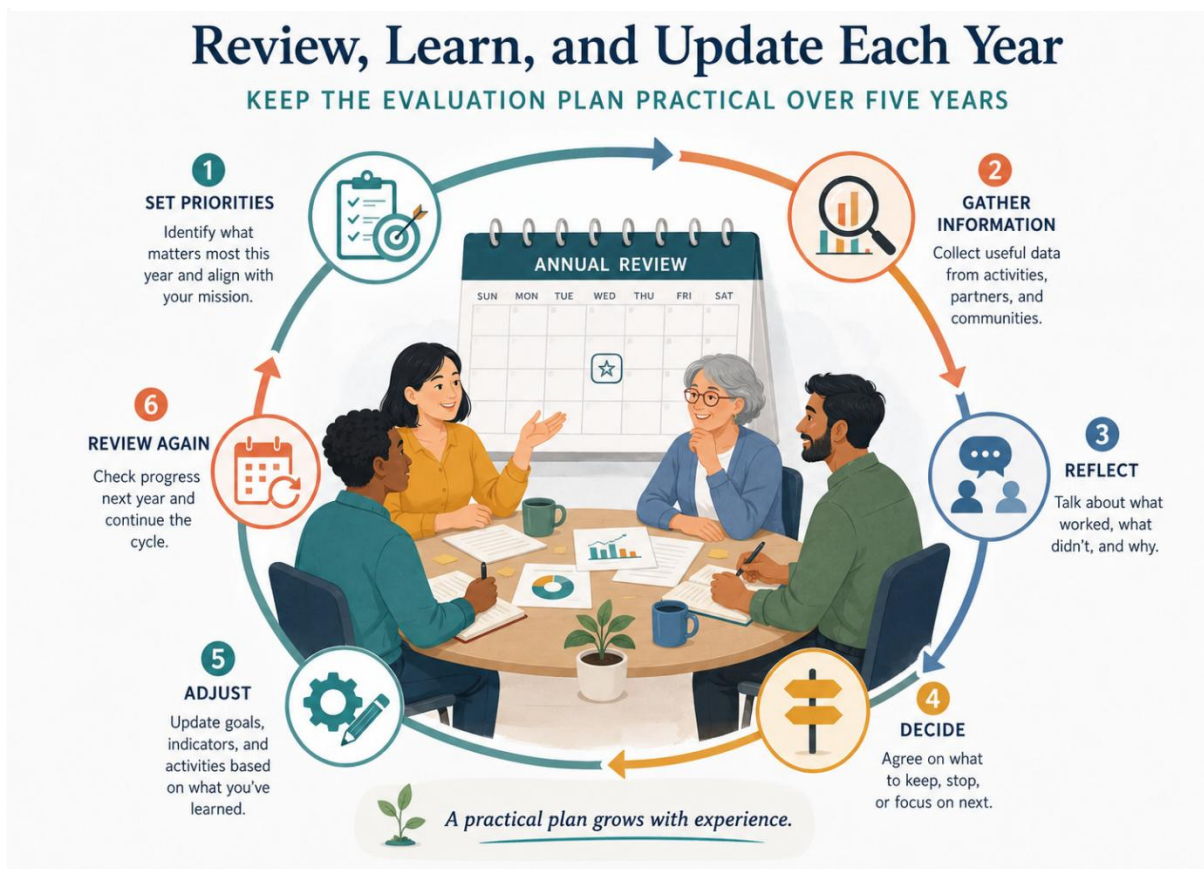 Review, Learn, and Update Each Year
KEEP THE EVALUATION PLAN PRACTICAL OVER FIVE YEARS
1
SET PRIORITIES
Identify what
matters most this
year and align with
your mission.
2
GATHER
INFORMATION
Collect useful data
from activities,
partners, and
communities.
ANNUAL REVIEW
SUN MON TUE WED THU FRI SAT
3
REFLECT
Talk about what
worked, what
didn't, and why.
4
DECIDE
Agree on what
to keep, stop,
or focus on next.
5
ADJUST
Update goals,
indicators, and
activities based
on what you've
learned.
6
REVIEW AGAIN
Check progress
next year and
continue the
cycle.
A practical plan grows with experience.